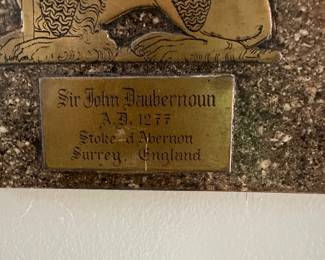 Sir John Daubernoun
A.D. 1277
Stoke d'Abernon
Surrey, England